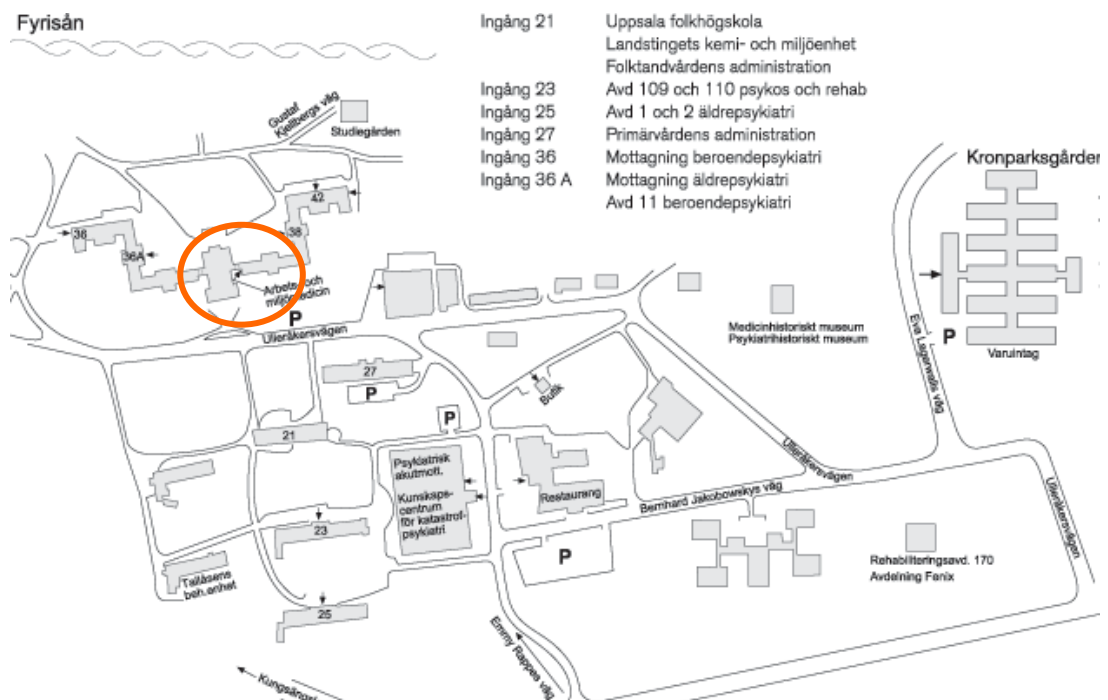 Fyrisån
Ingång 21 Uppsala folkhögskola
Landstingets kemi- och miljöenhet
Folktandvårdens administration
Ingång 23 Avd 109 och 110 psykos och rehab
Ingång 25 Avd 1 och 2 äldrepsykiatri
Ingång 27 Primärvårdens administration
Ingång 36 Mottagning beroendepsykiatri
Ingång 36 A Mottagning äldrepsykiatri
Avd 11 beroendepsykiatri
Gustaf
Kjellbergs väg
Studiegården
Kronparksgården
42
36
38
36A
Arbets- och
miljömedicin
P
Ulleråkersvägen
Medicinhistoriskt museum
Psykiatrihistoriskt museum
Eva Lagerwalls väg
P
Varuintag
27
P
Butik
P
21
Ulleråkersvägen
Psykiatrisk
akutmott.
Kunskaps-
centrum
för katastrof-
psykiatri
Restaurang
Bernhard Jakobowskys väg
Ulleråkersvägen
23
P
Rehabiliteringsavd. 170
Avdelning Fenix
Tallåsens
beh.enhet
25
Emmy Rappes väg